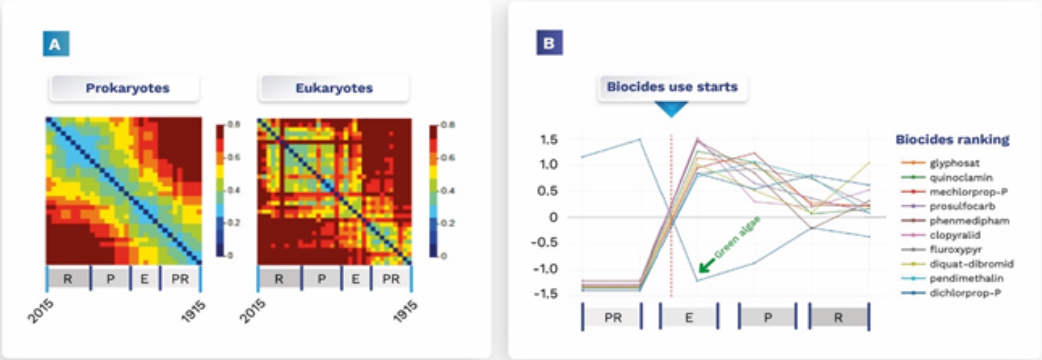 A
Prokaryotes
Eukaryotes
0.8
0.6
0.4
0.2
0
0.8
0.6
0.4
0.2
0
R P E PR
R P E PR
2015 1915
2015 1915
B
Biocides use starts
1.5
1.0
0.5
0
-0.5
-1.0
-1.5
Green algae
PR E P R
Biocides ranking
glyphosat
quinoclamin
mechlorprop-P
prosulfocarb
phenmedipham
clopyralid
fluroxypyr
diquat-dibromid
pendimethalin
dichlorprop-P